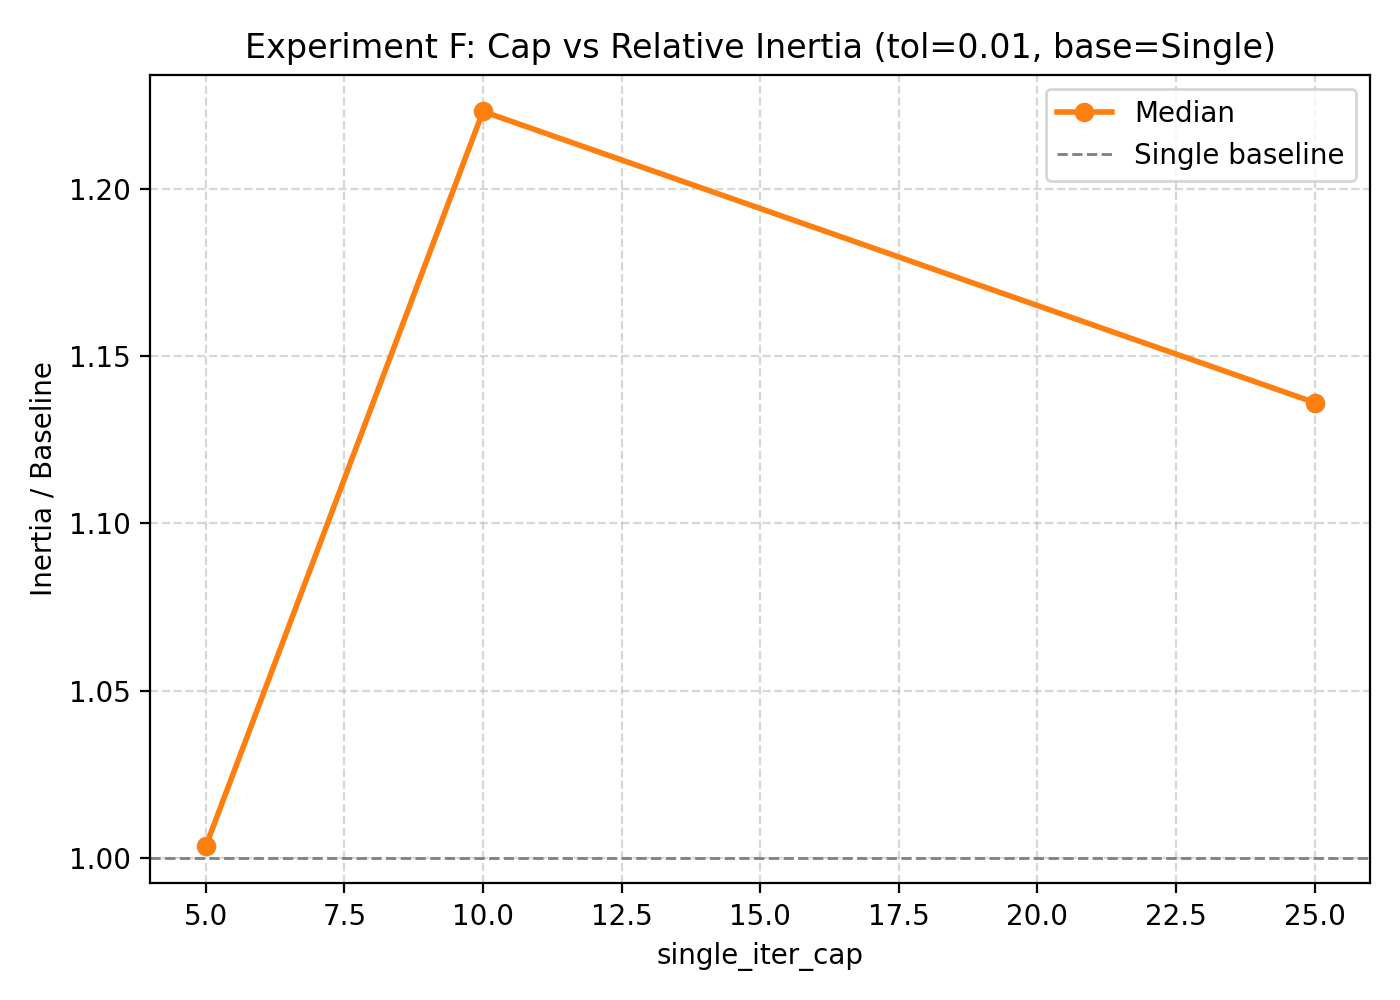 Experiment F: Cap vs Relative Inertia (tol=0.01, base=Single)
Median
Single baseline
Inertia / Baseline
1.20
1.15
1.10
1.05
1.00
5.0 7.5 10.0 12.5 15.0 17.5 20.0 22.5 25.0
single_iter_cap